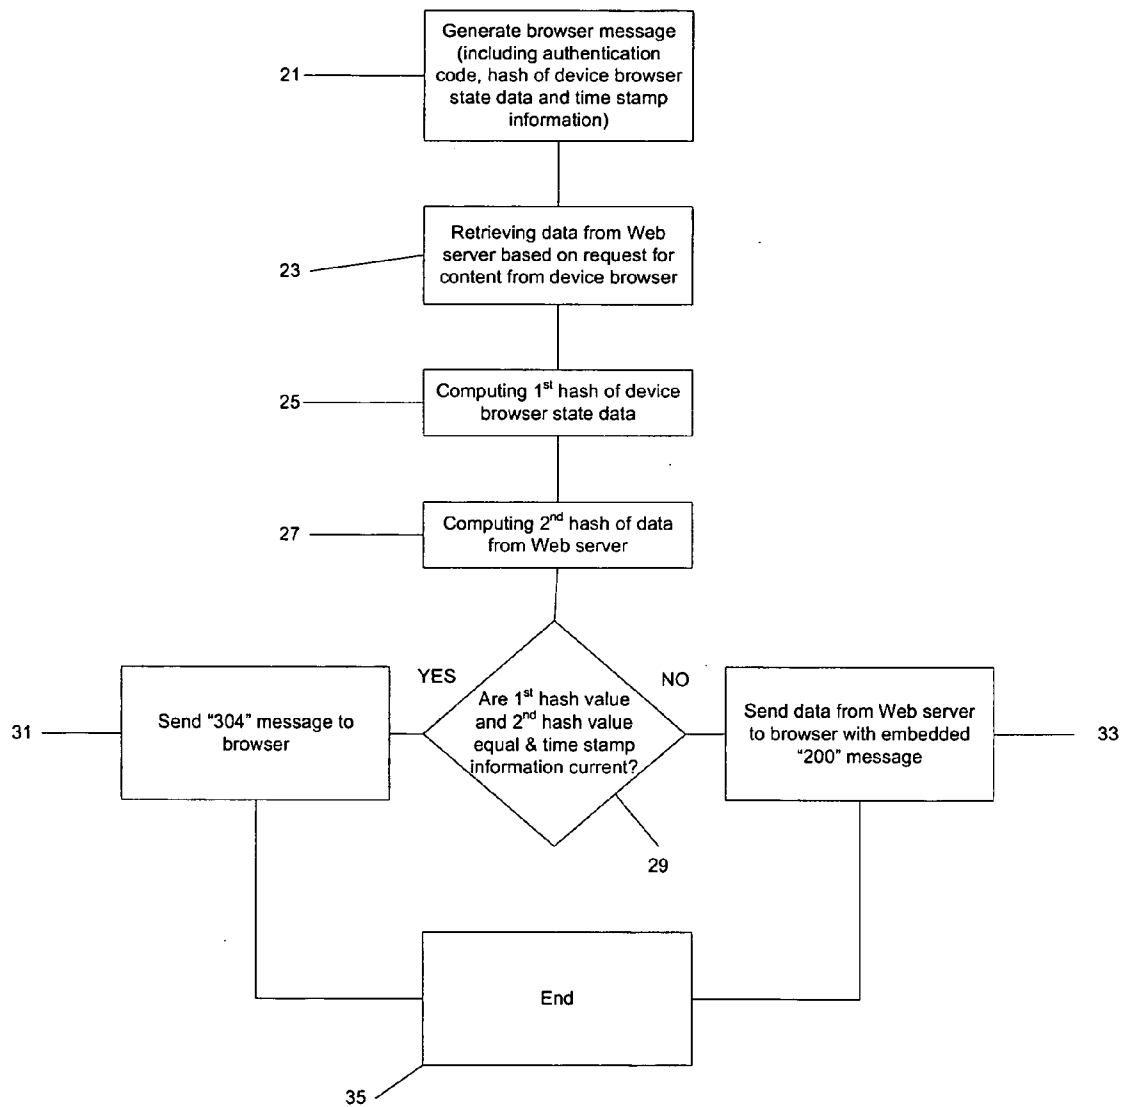 Generate browser message
(including authentication
code, hash of device browser
state data and time stamp
information)
21
Retrieving data from Web
server based on request for
content from device browser
23
Computing 1st hash of device
browser state data
25
Computing 2nd hash of data
from Web server
27
YES
NO
Are 1st hash value
and 2nd hash value
equal & time stamp
information current?
29
Send "304" message to
browser
31
Send data from Web server
to browser with embedded
"200" message
33
End
35